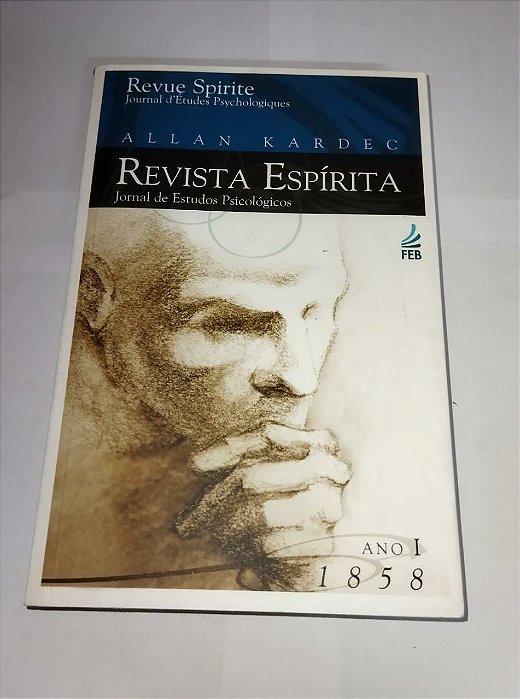 Revue Spirite
Journal d'Études Psychologiques
ALLAN KARDEC
REVISTA ESPÍRITA
Jornal de Estudos Psicológicos
FEB
ANO I
1858